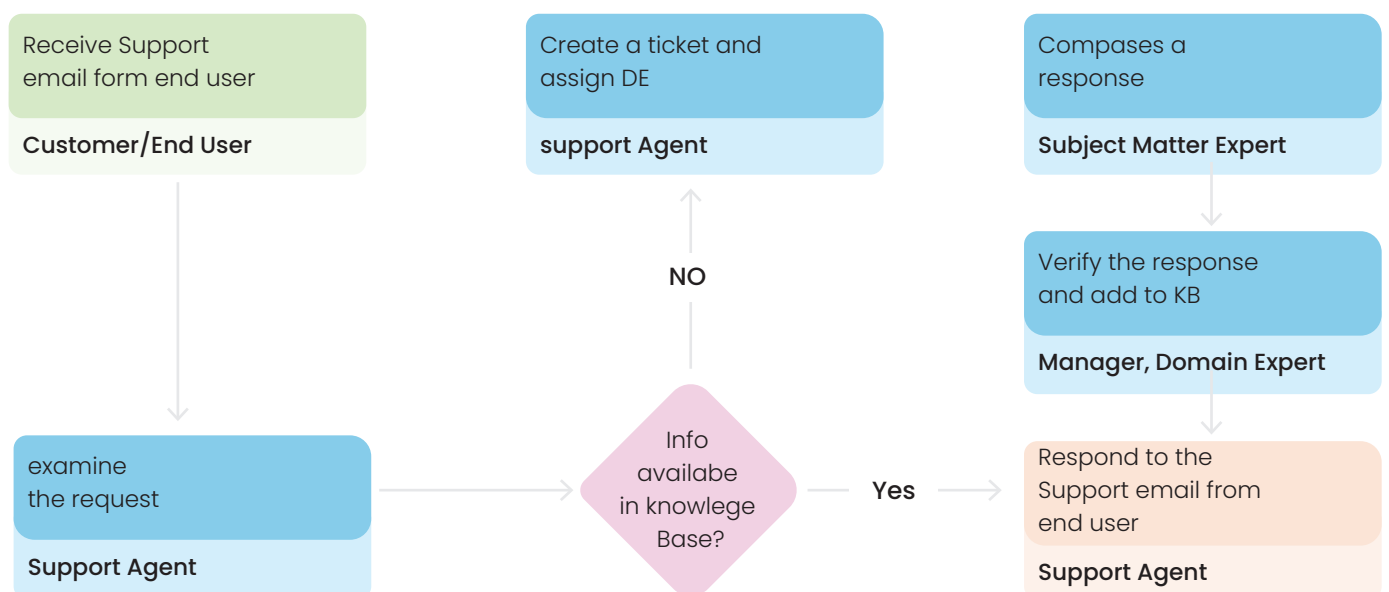 Receive Support
email form end user
Customer/End User
Create a ticket and
assign DE
support Agent
Compases a
response
Subject Matter Expert
NO
Verify the response
and add to KB
Manager, Domain Expert
examine
the request
Support Agent
Info
availabe
in knowlege
Base?
Yes
Respond to the
Support email from
end user
Support Agent